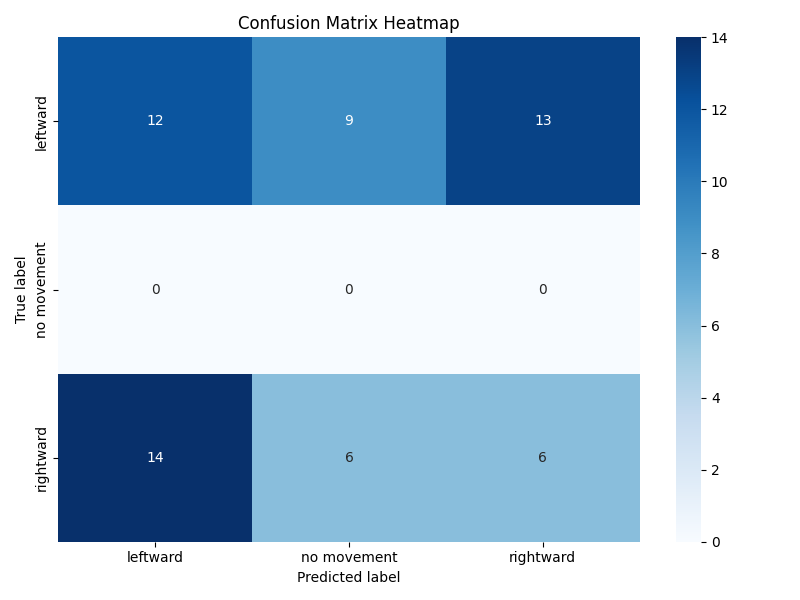 Confusion Matrix Heatmap
True label
leftward
12 9 13
no movement
0 0 0
rightward
14 6 6
leftward no movement rightward
Predicted label
14
12
10
8
6
4
2
0